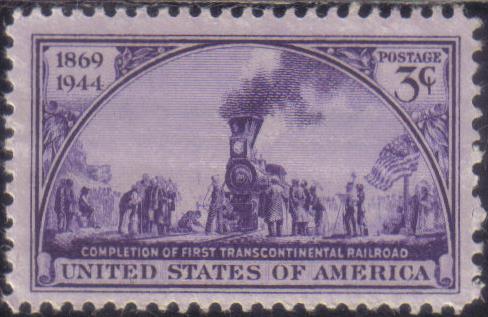 1869
1944
POSTAGE
3¢
COMPLETION OF FIRST TRANSCONTINENTAL RAILROAD
UNITED STATES OF AMERICA